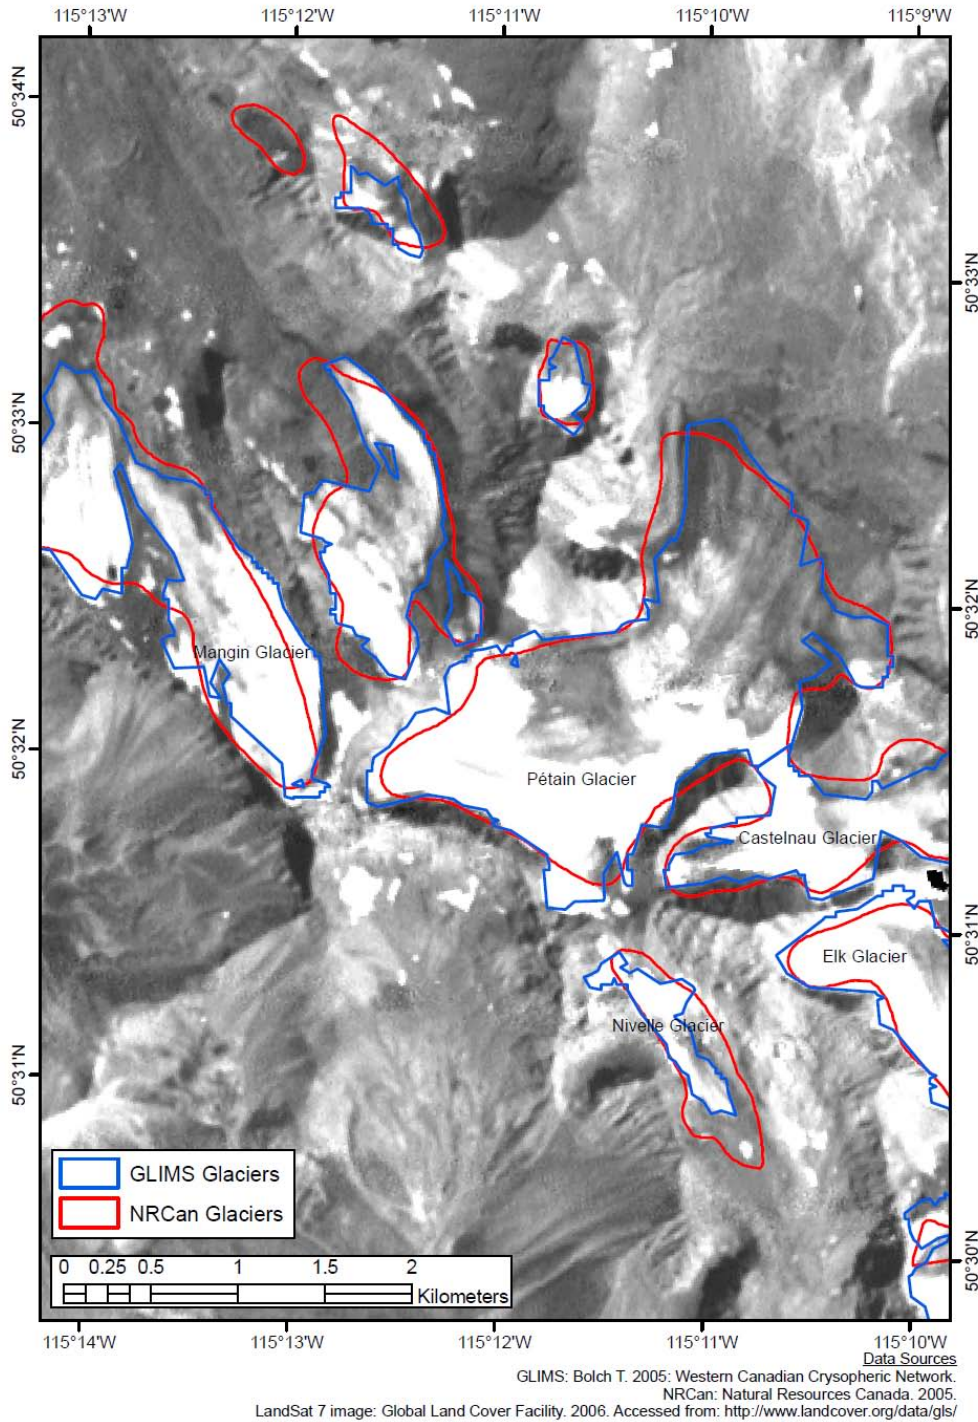 115°13'W 115°12'W 115°11'W 115°10'W 115°9'W
50°34'N
50°33'N
50°33'N
50°32'N
Mangin Glacier
50°32'N
Pétain Glacier
Castelnau Glacier
50°31'N
Elk Glacier
Nivelle Glacier
50°31'N
GLIMS Glaciers
NRCan Glaciers
50°30'N
0 0.25 0.5 1 1.5 2
Kilometers
115°14'W 115°13'W 115°12'W 115°11'W 115°10'W
Data Sources
GLIMS: Bolch T. 2005: Western Canadian Crysopheric Network.
NRCan: Natural Resources Canada. 2005.
LandSat 7 image: Global Land Cover Facility. 2006. Accessed from: http://www.landcover.org/data/gls/